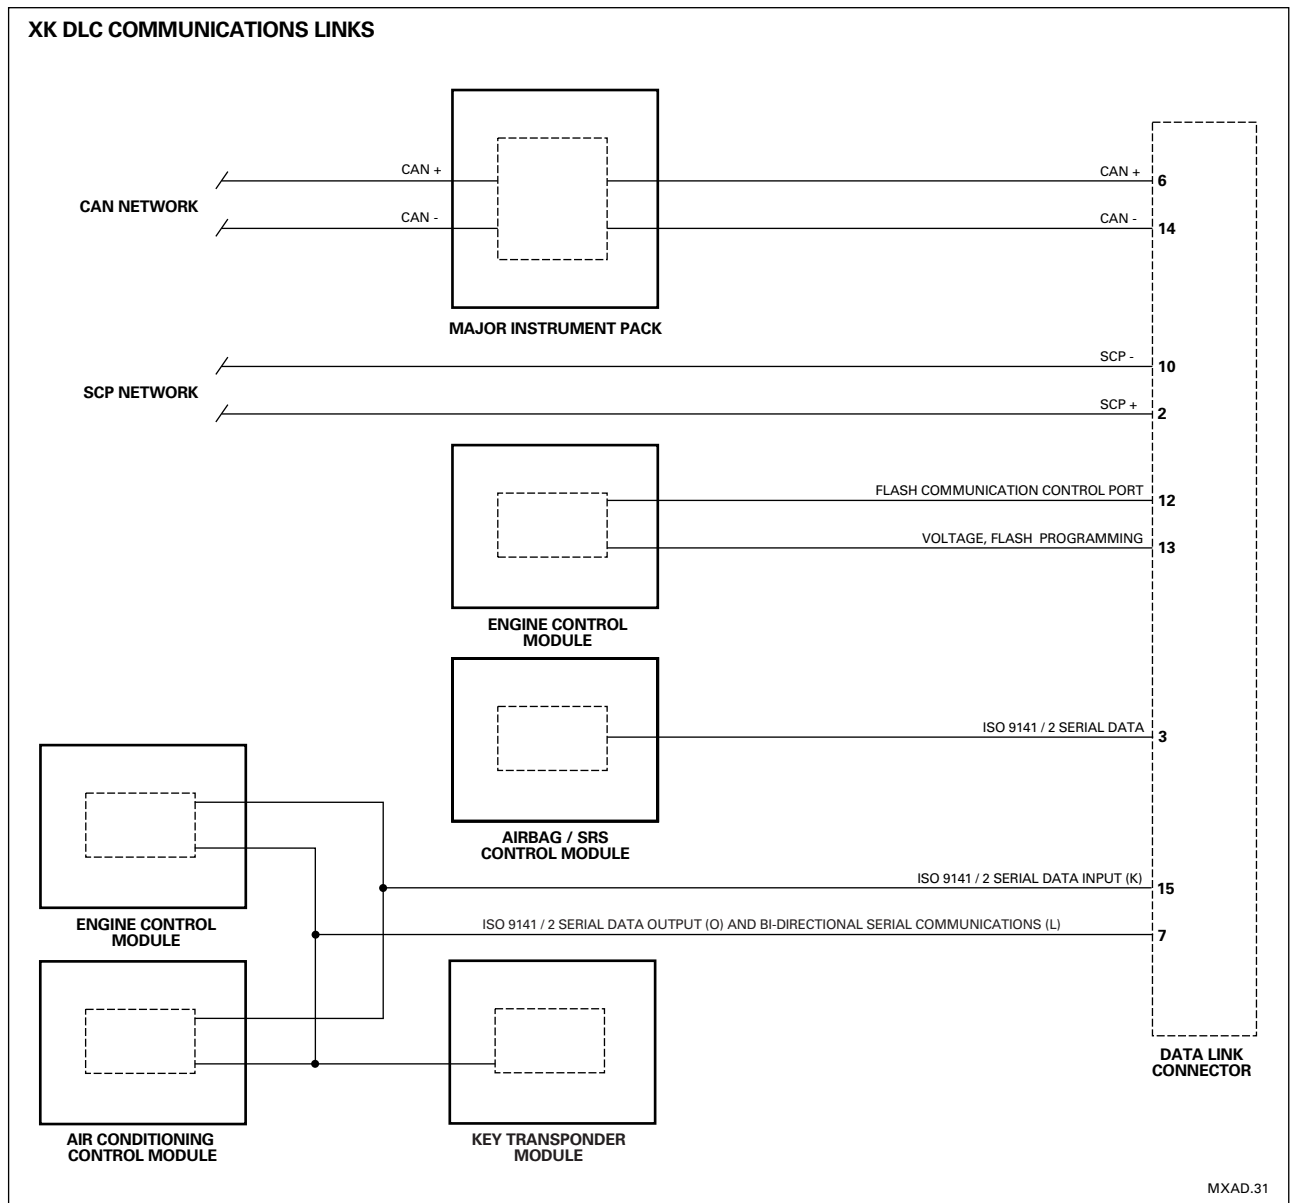 XK DLC COMMUNICATIONS LINKS
CAN +
CAN +
6
CAN NETWORK
CAN -
CAN -
14
MAJOR INSTRUMENT PACK
SCP -
10
SCP NETWORK
SCP +
2
FLASH COMMUNICATION CONTROL PORT
12
VOLTAGE, FLASH PROGRAMMING
13
ENGINE CONTROL
MODULE
ISO 9141 / 2 SERIAL DATA
3
AIRBAG / SRS
CONTROL MODULE
ISO 9141 / 2 SERIAL DATA INPUT (K)
15
ENGINE CONTROL
MODULE
ISO 9141 / 2 SERIAL DATA OUTPUT (O) AND BI-DIRECTIONAL SERIAL COMMUNICATIONS (L)
7
DATA LINK
CONNECTOR
AIR CONDITIONING
CONTROL MODULE
KEY TRANSPONDER
MODULE
MXAD.31